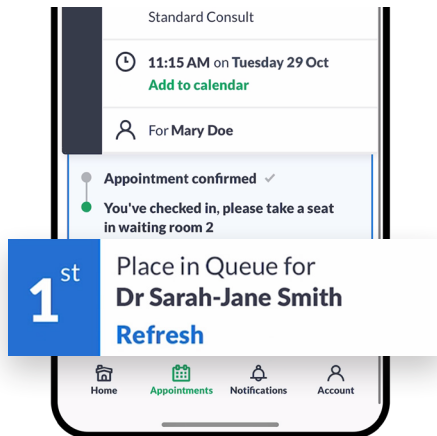 Standard Consult
11:15 AM on Tuesday 29 Oct
Add to calendar
For Mary Doe
Appointment confirmed
You've checked in, please take a seat
in waiting room 2
1st
Place in Queue for
Dr Sarah-Jane Smith
Refresh
Home Appointments Notifications Account